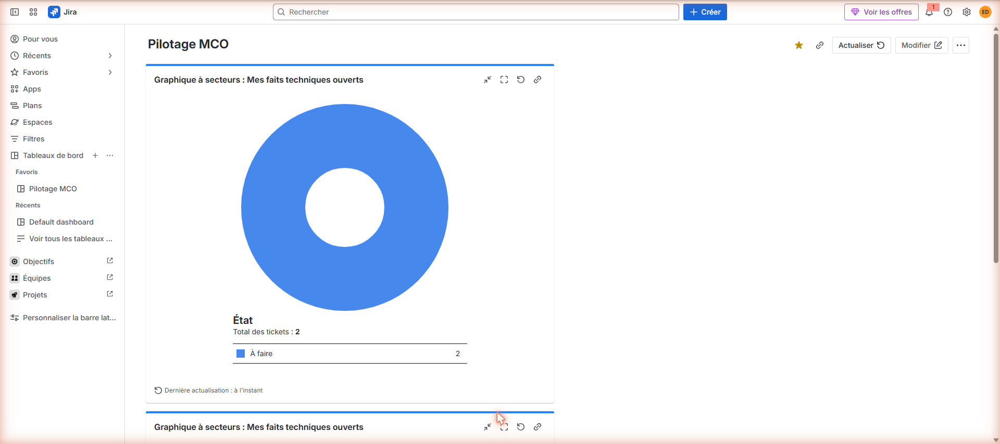 Jira
Rechercher
Créer
Voir les offres
1
ED
Pour vous
Récents
Favoris
Apps
Plans
Espaces
Filtres
Tableaux de bord
Favoris
Pilotage MCO
Récents
Default dashboard
Voir tous les tableaux ...
Objectifs
Équipes
Projets
Personnaliser la barre lat...
Pilotage MCO
Actualiser
Modifier
Graphique à secteurs : Mes faits techniques ouverts
État
Total des tickets : 2
À faire 2
Dernière actualisation : à l'instant
Graphique à secteurs : Mes faits techniques ouverts